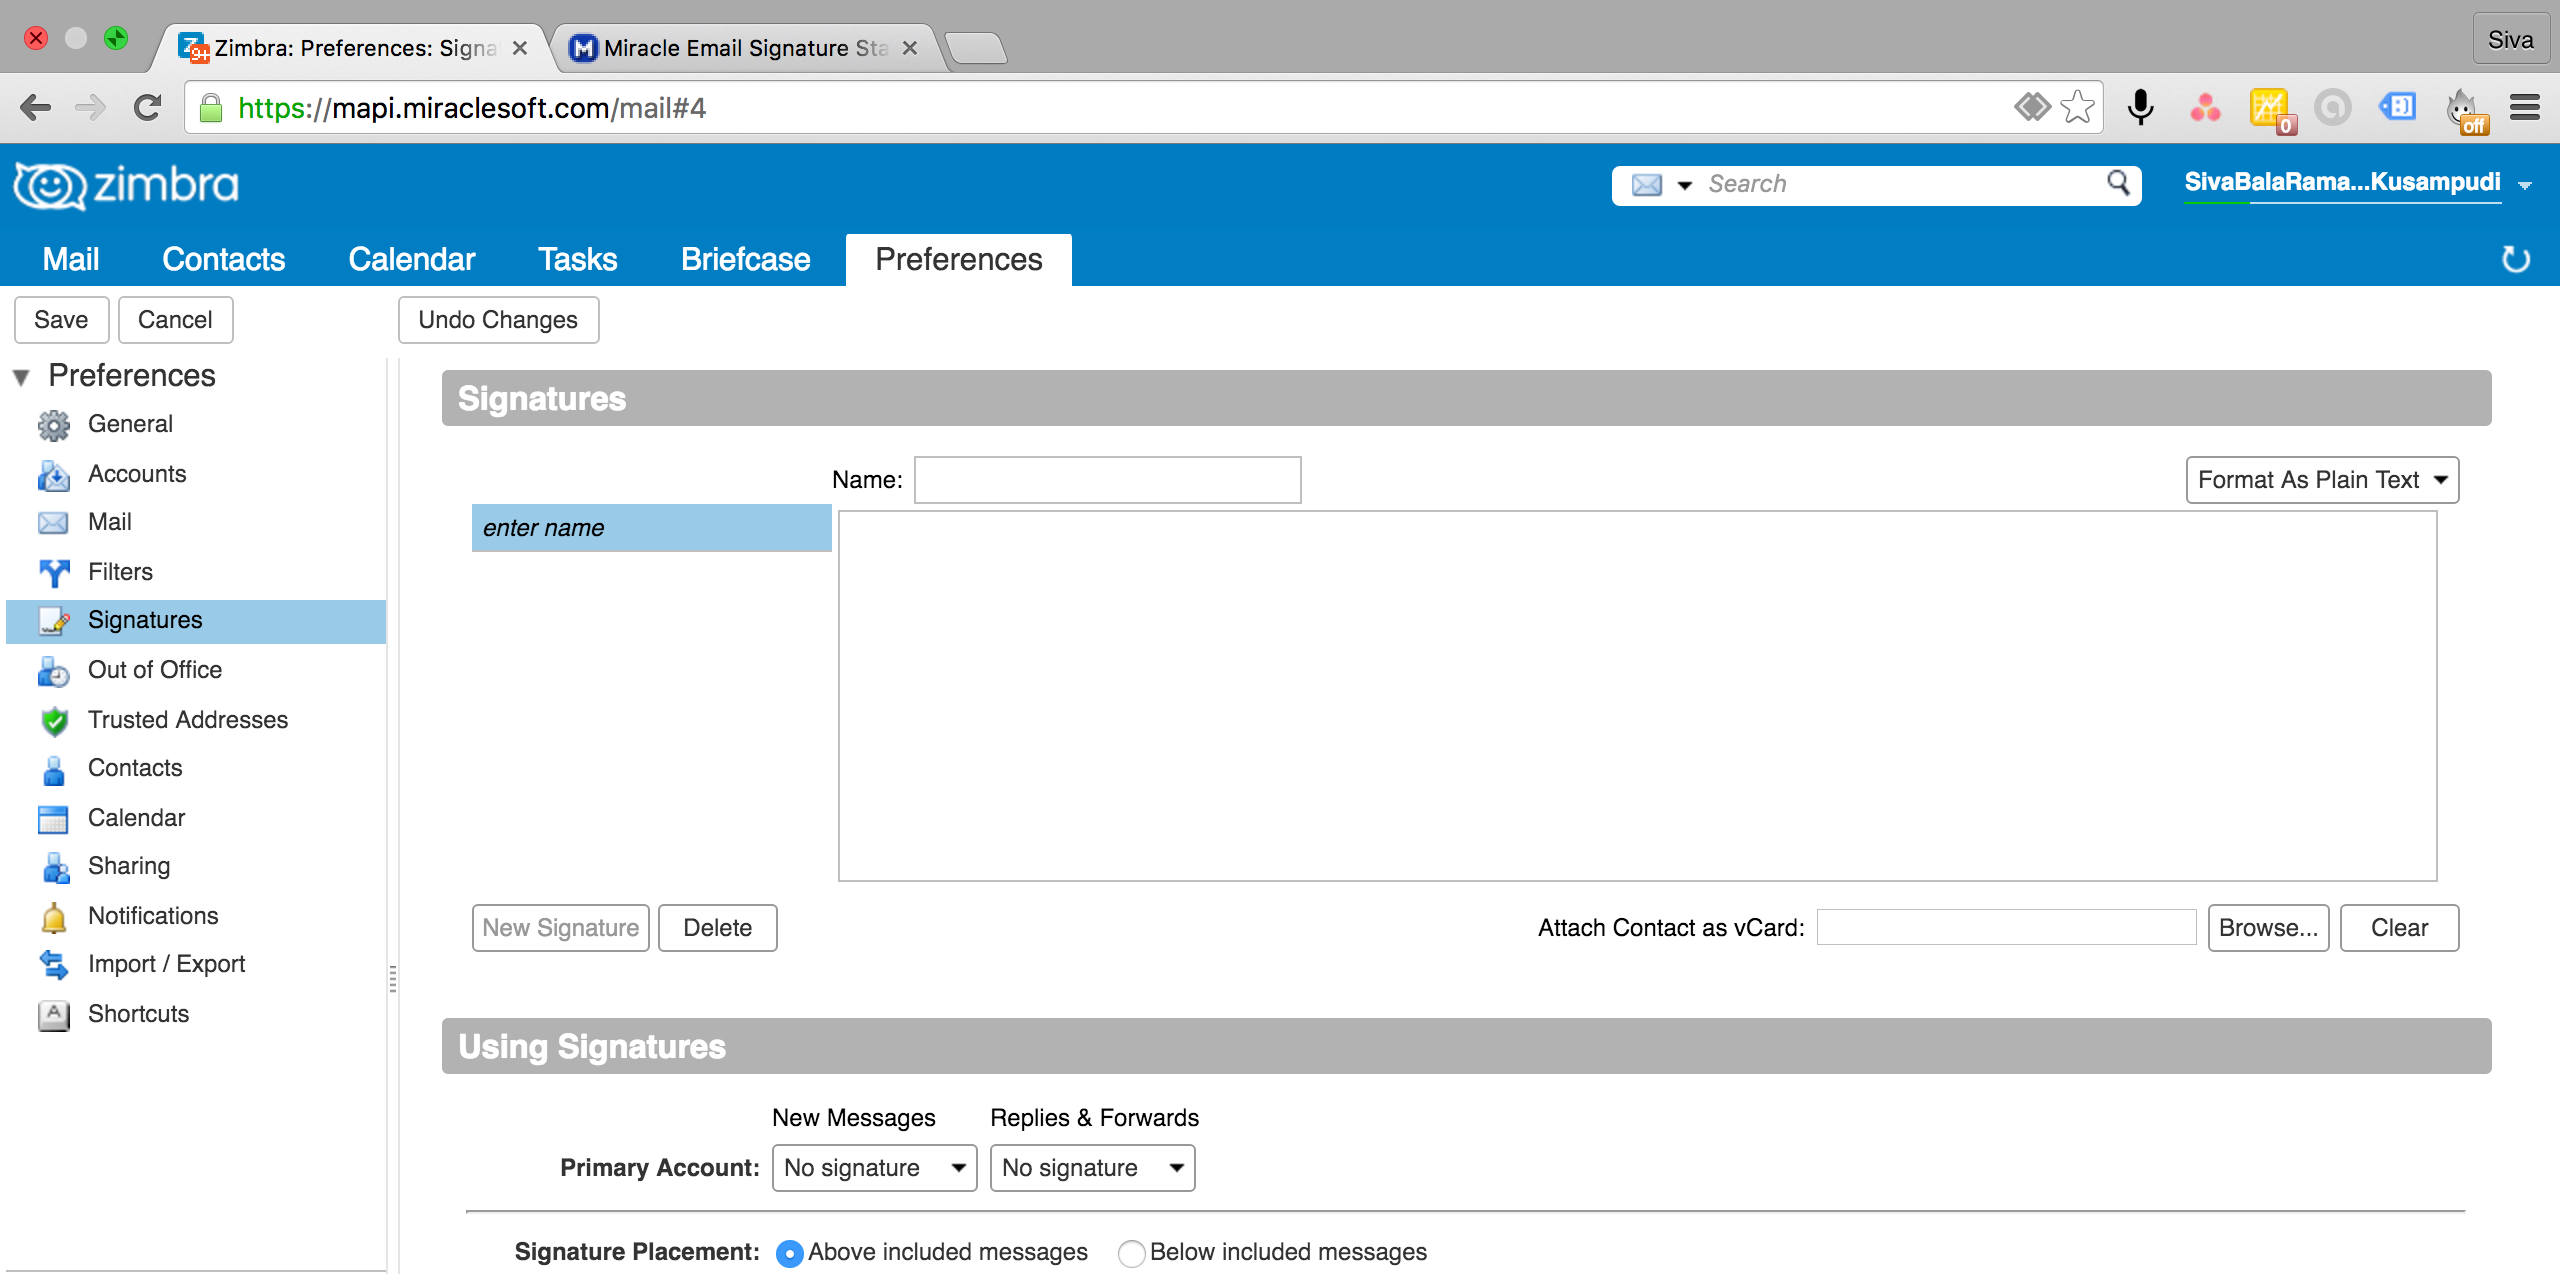 Zimbra: Preferences: Signa
Miracle Email Signature Sta
Siva
https://mapi.miraclesoft.com/mail#4
0
off
zimbra
Search
SivaBalaRama...Kusampudi
Mail Contacts Calendar Tasks Briefcase Preferences
Save Cancel Undo Changes
Preferences
General
Accounts
Mail
Filters
Signatures
Out of Office
Trusted Addresses
Contacts
Calendar
Sharing
Notifications
Import / Export
Shortcuts
Signatures
Name:
Format As Plain Text
enter name
New Signature Delete
Attach Contact as vCard: Browse... Clear
Using Signatures
New Messages Replies & Forwards
Primary Account: No signature No signature
Signature Placement: Above included messages Below included messages